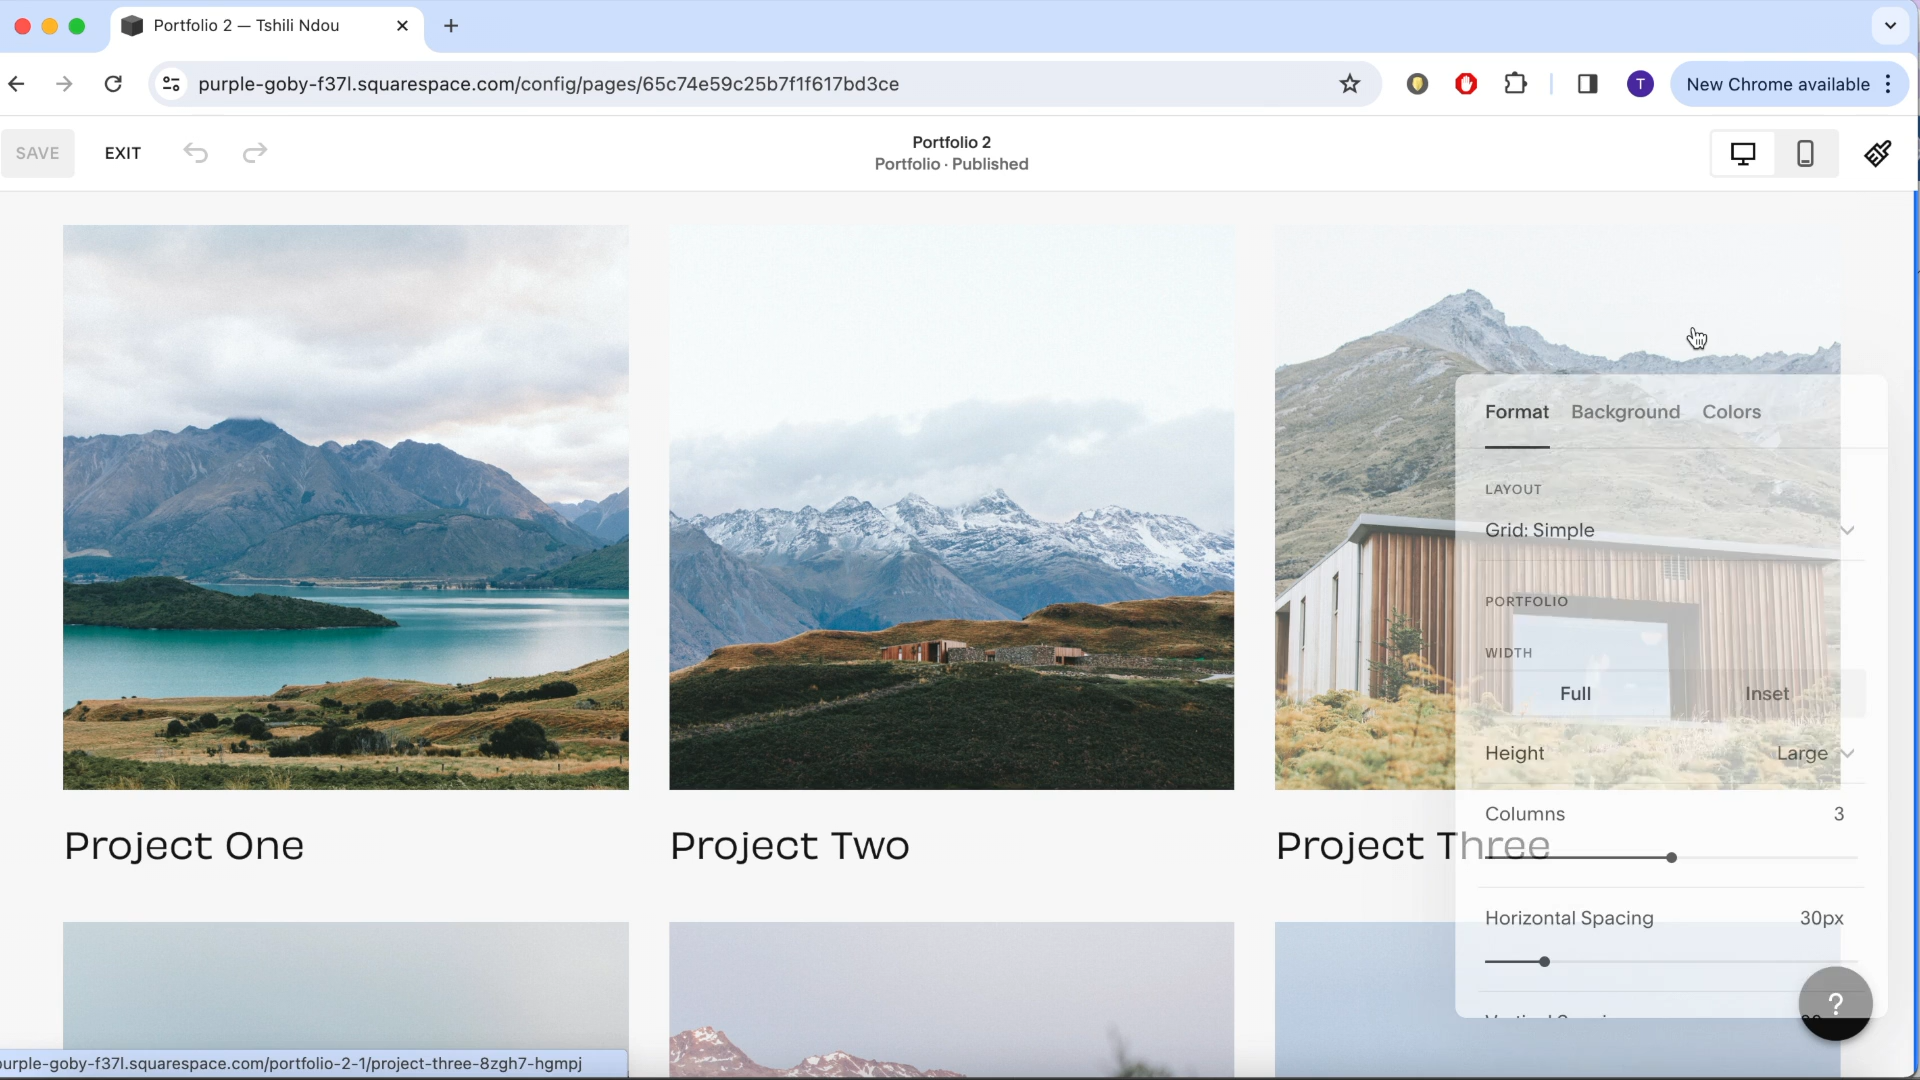 Portfolio 2 — Tshili Ndou
purple-goby-f37l.squarespace.com/config/pages/65c74e59c25b7f1f617bd3ce
T
New Chrome available
SAVE
EXIT
Portfolio 2
Portfolio · Published
Format
Background
Colors
LAYOUT
Grid: Simple
PORTFOLIO
WIDTH
Full
Inset
Height
Large
Columns
3
Project One
Project Two
Project Three
Horizontal Spacing
30px
?
purple-goby-f37l.squarespace.com/portfolio-2-1/project-three-8zgh7-hgmpj